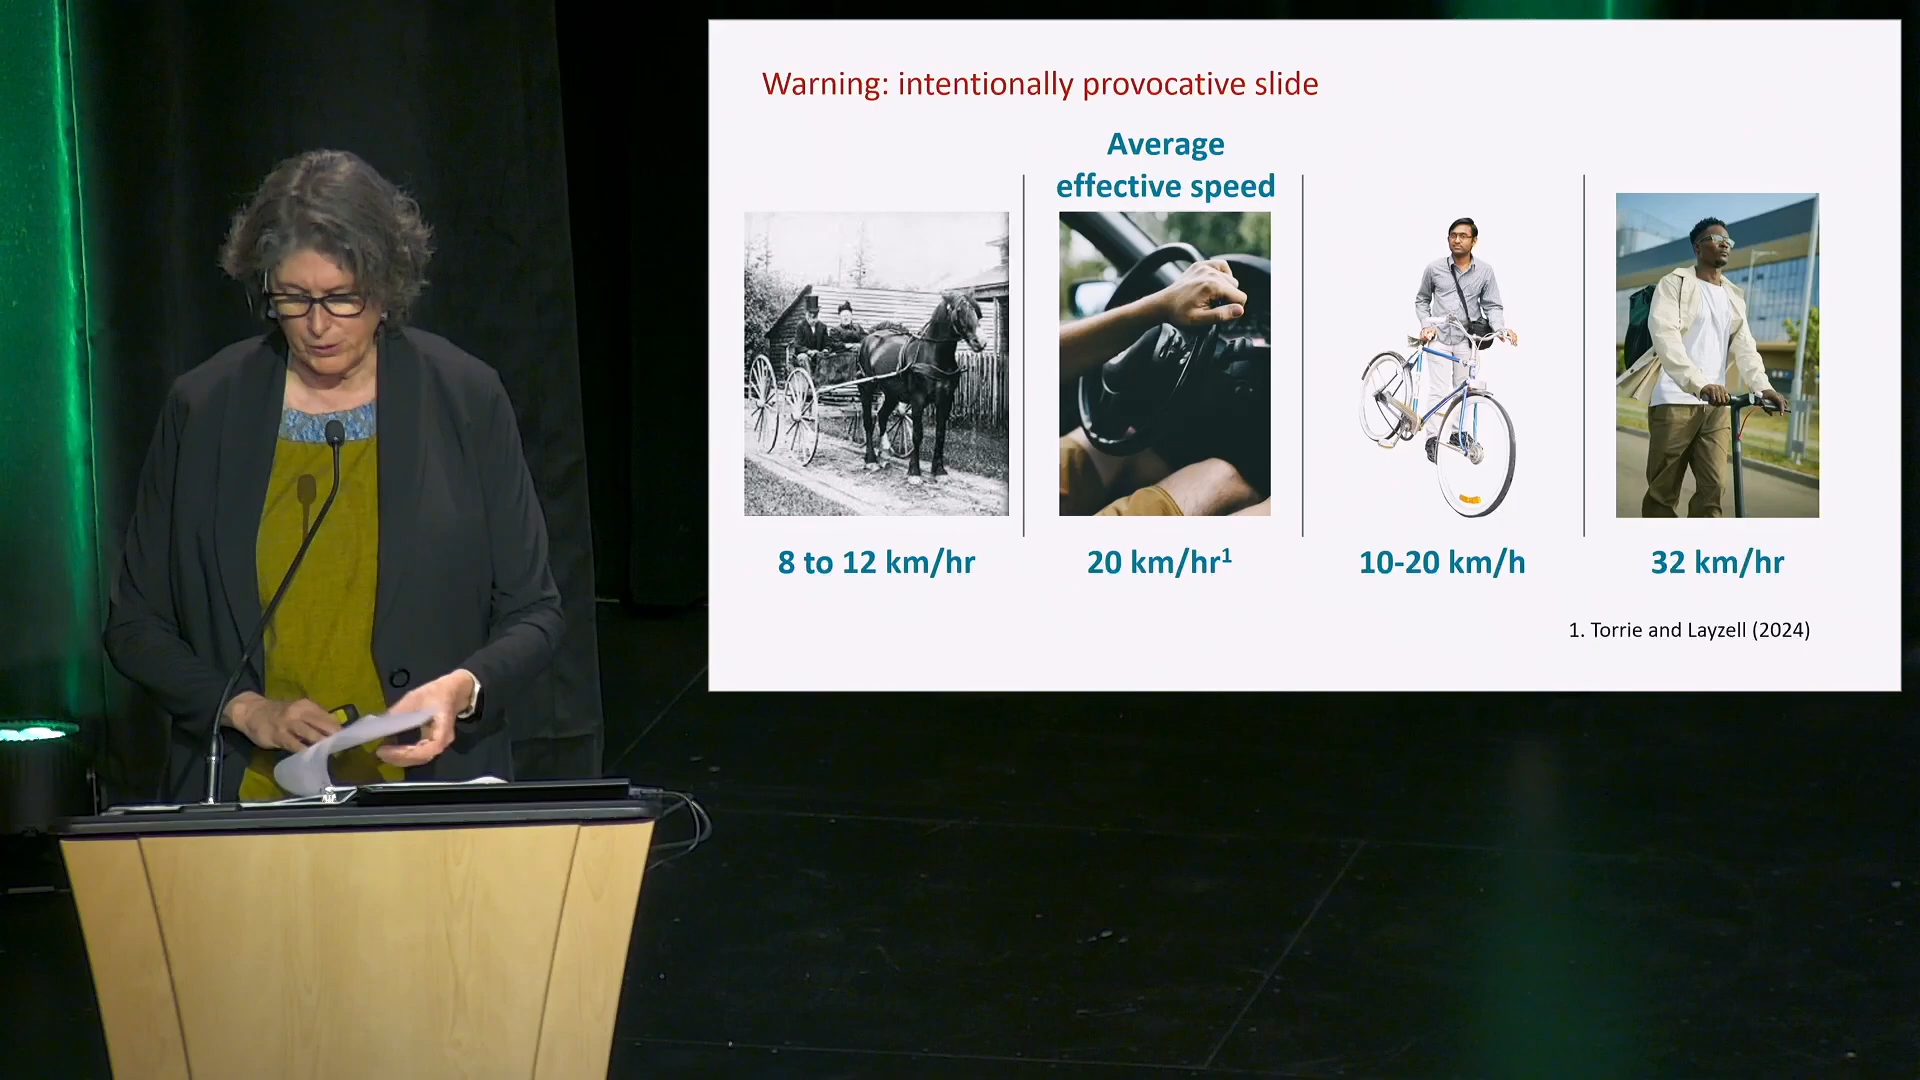 Warning: intentionally provocative slide
Average
effective speed
8 to 12 km/hr
20 km/hr¹
10-20 km/h
32 km/hr
1. Torrie and Layzell (2024)